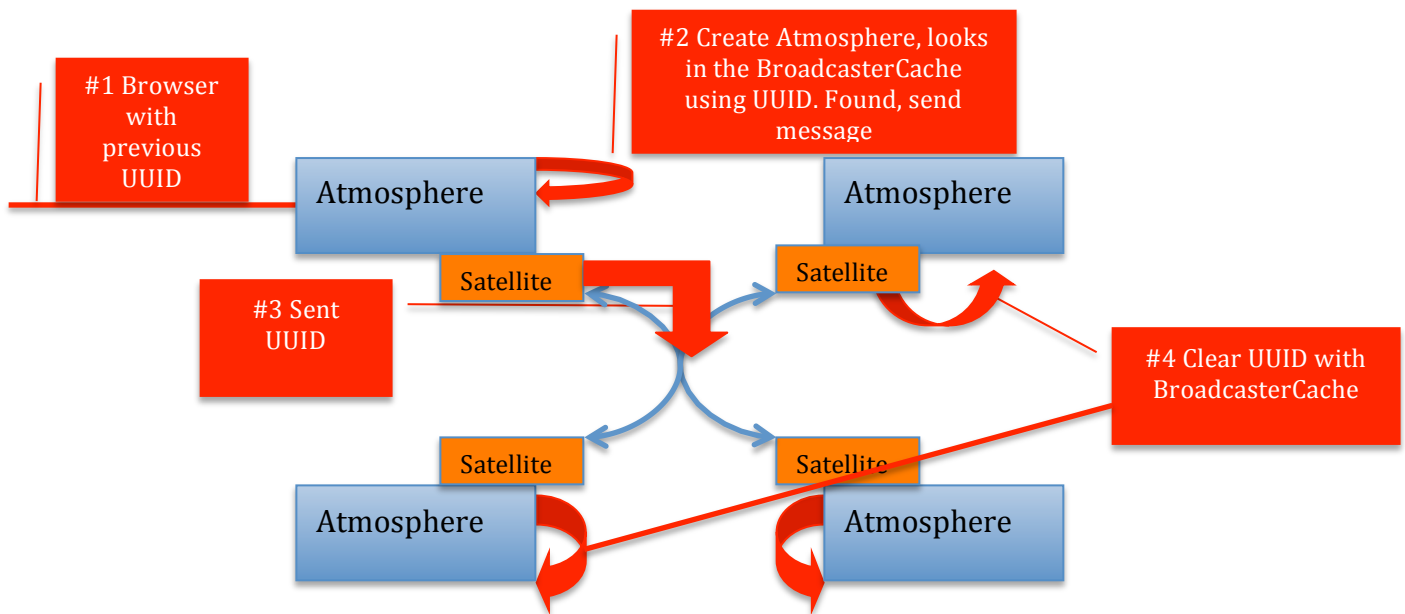 #1 Browser
with
previous
UUID
#2 Create Atmosphere, looks
in the BroadcasterCache
using UUID. Found, send
message
Atmosphere
Atmosphere
Satellite
Satellite
#3 Sent
UUID
#4 Clear UUID with
BroadcasterCache
Satellite
Satellite
Atmosphere
Atmosphere